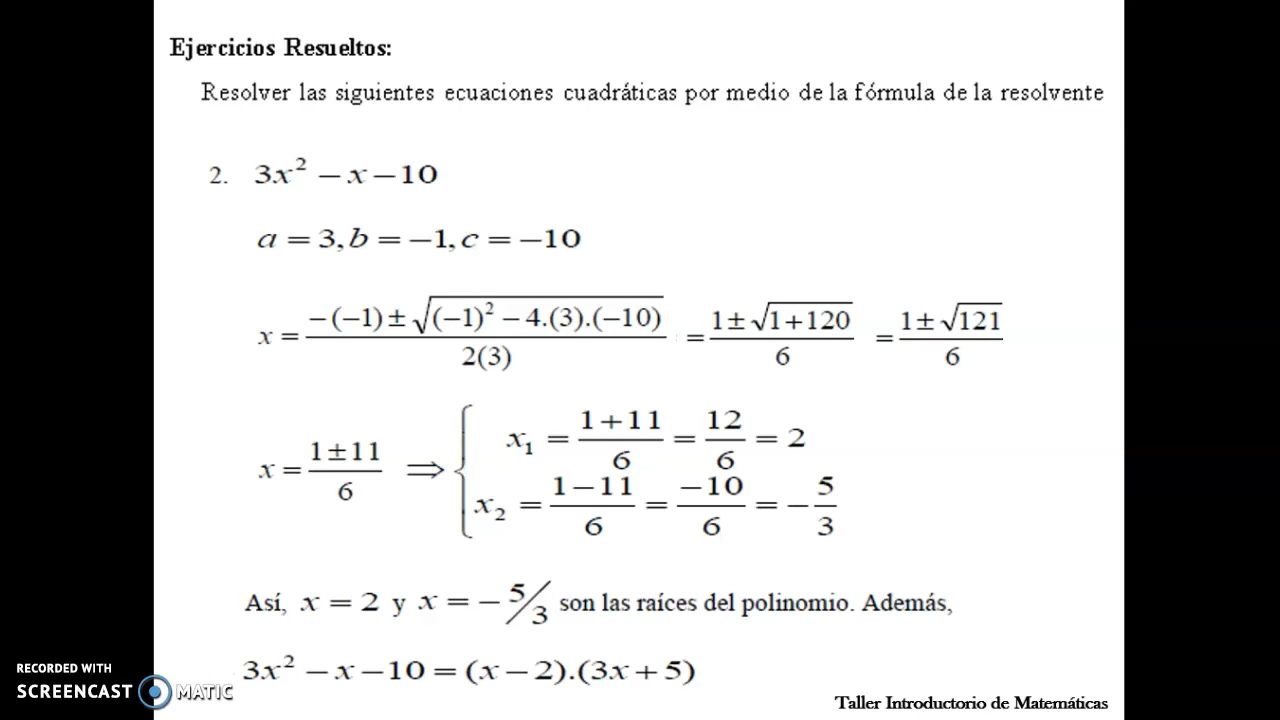 Ejercicios Resueltos:
Resolver las siguientes ecuaciones cuadráticas por medio de la fórmula de la resolvente
2. 3x² − x − 10
a = 3, b = −1, c = −10
x = (−(−1) ± √((−1)² − 4.(3).(−10))) / 2(3) = (1 ± √(1+120)) / 6 = (1 ± √121) / 6
x = (1 ± 11) / 6 ⟹ { x₁ = (1+11)/6 = 12/6 = 2
x₂ = (1−11)/6 = −10/6 = −5/3
Así, x = 2 y x = −5/3 son las raíces del polinomio. Además,
3x² − x − 10 = (x − 2).(3x + 5)
RECORDED WITH
SCREENCAST MATIC
Taller Introductorio de Matemáticas